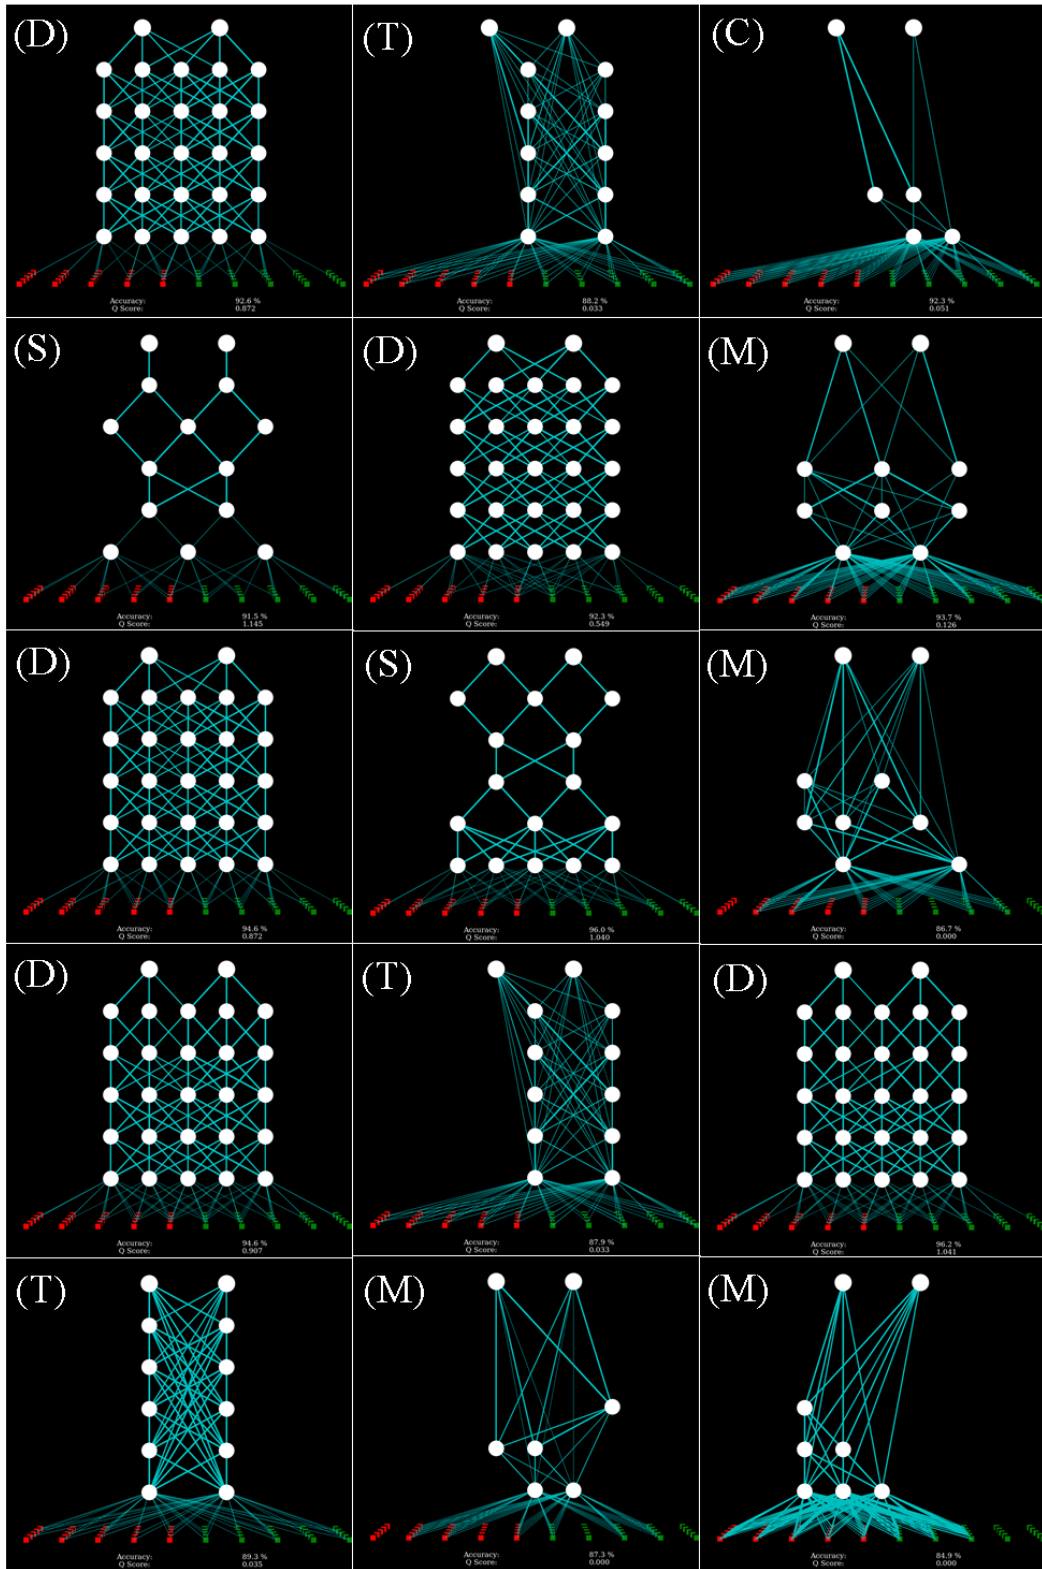 (D) (T) (C)
Accuracy: 92.6 %
Q Score: 0.872
Accuracy: 88.2 %
Q Score: 0.033
Accuracy: 92.3 %
Q Score: 0.051
(S) (D) (M)
Accuracy: 91.5 %
Q Score: 1.145
Accuracy: 92.3 %
Q Score: 0.549
Accuracy: 93.7 %
Q Score: 0.126
(D) (S) (M)
Accuracy: 94.6 %
Q Score: 0.872
Accuracy: 96.0 %
Q Score: 1.040
Accuracy: 86.7 %
Q Score: 0.000
(D) (T) (D)
Accuracy: 94.6 %
Q Score: 0.907
Accuracy: 87.9 %
Q Score: 0.033
Accuracy: 96.2 %
Q Score: 1.041
(T) (M) (M)
Accuracy: 89.3 %
Q Score: 0.035
Accuracy: 87.3 %
Q Score: 0.000
Accuracy: 84.9 %
Q Score: 0.000